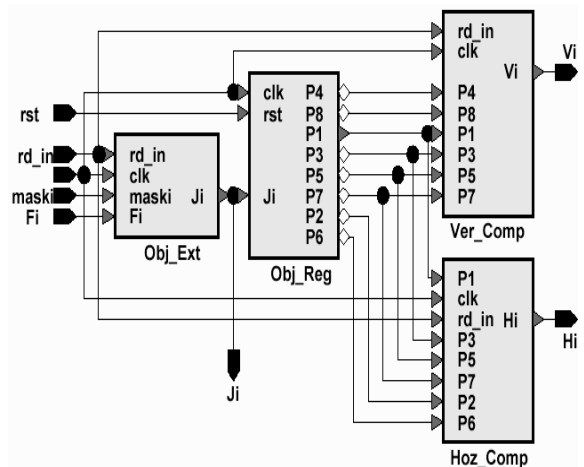 rst
rd_in
clk
maski
Fi
rd_in
clk
maski
Fi
Ji
Obj_Ext
clk
rst
Ji
P4
P8
P1
P3
P5
P7
P2
P6
Obj_Reg
rd_in
clk
P4
P8
P1
P3
P5
P7
Vi
Ver_Comp
Vi
P1
clk
rd_in
P3
P5
P7
P2
P6
Hi
Hoz_Comp
Hi
Ji